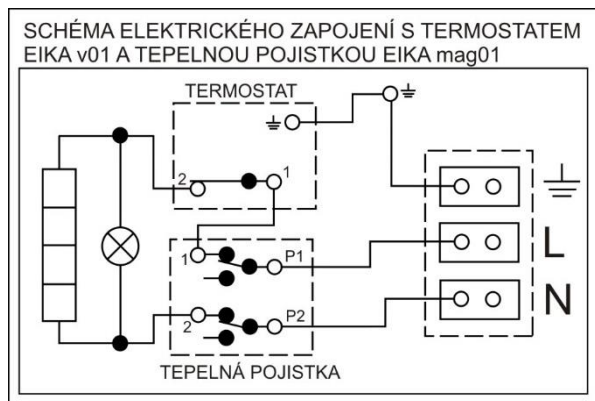 SCHÉMA ELEKTRICKÉHO ZAPOJENÍ S TERMOSTATEM
EIKA v01 A TEPELNOU POJISTKOU EIKA mag01
TERMOSTAT
2
1
1
P1
L
2
P2
N
TEPELNÁ POJISTKA